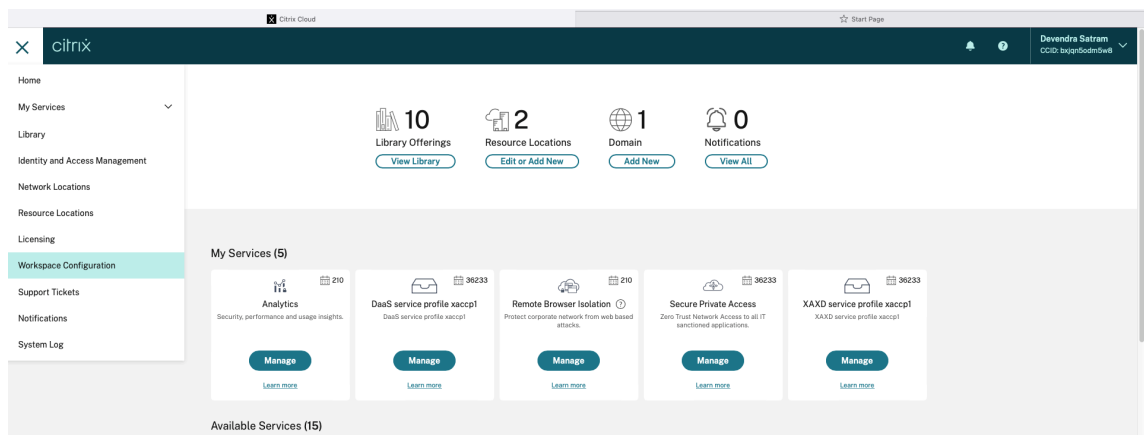 Citrix Cloud
Start Page
citrix
Devendra Satram
CCID: bxjqn5odm5w8
Home
My Services
Library
Identity and Access Management
Network Locations
Resource Locations
Licensing
Workspace Configuration
Support Tickets
Notifications
System Log
10
Library Offerings
View Library
2
Resource Locations
Edit or Add New
1
Domain
Add New
0
Notifications
View All
My Services (5)
210
Analytics
Security, performance and usage insights.
Manage
Learn more
36233
DaaS service profile xaccp1
DaaS service profile xaccp1
Manage
Learn more
210
Remote Browser Isolation
Protect corporate network from web based
attacks.
Manage
Learn more
36233
Secure Private Access
Zero Trust Network Access to all IT
sanctioned applications.
Manage
Learn more
36233
XAXD service profile xaccp1
XAXD service profile xaccp1
Manage
Learn more
Available Services (15)